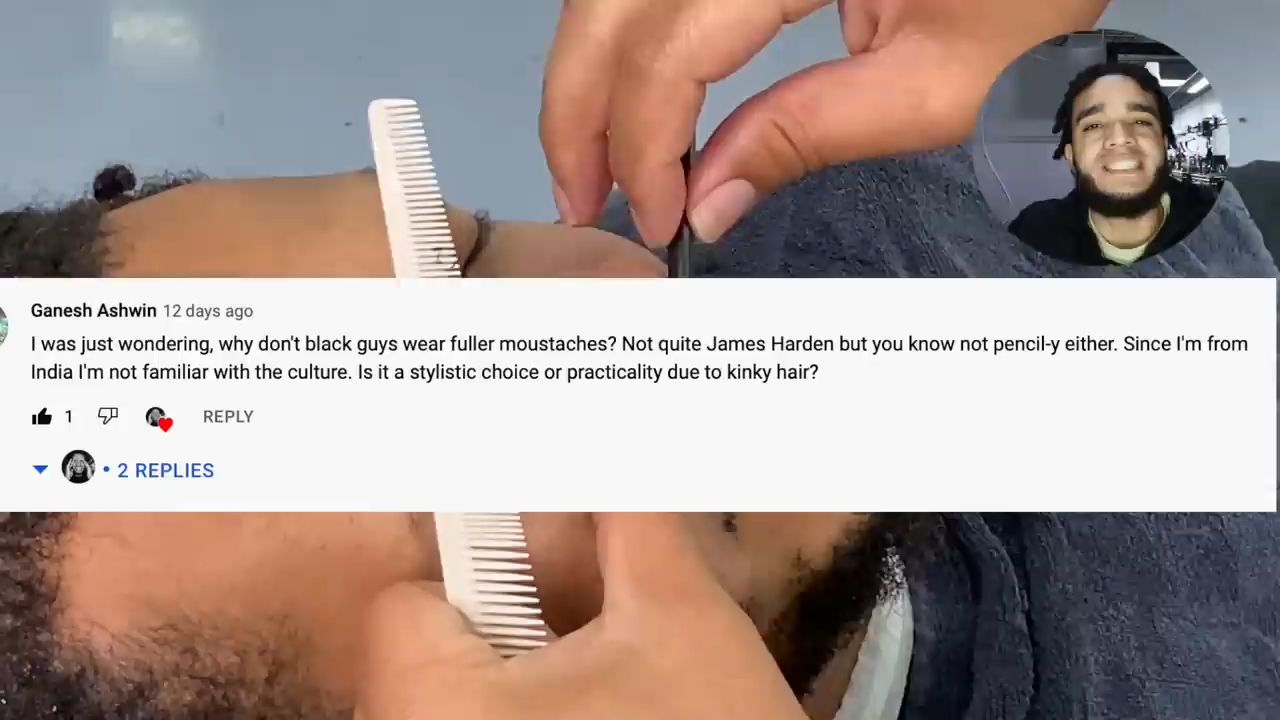 Ganesh Ashwin 12 days ago
I was just wondering, why don't black guys wear fuller moustaches? Not quite James Harden but you know not pencil-y either. Since I'm from
India I'm not familiar with the culture. Is it a stylistic choice or practicality due to kinky hair?
1 REPLY
• 2 REPLIES